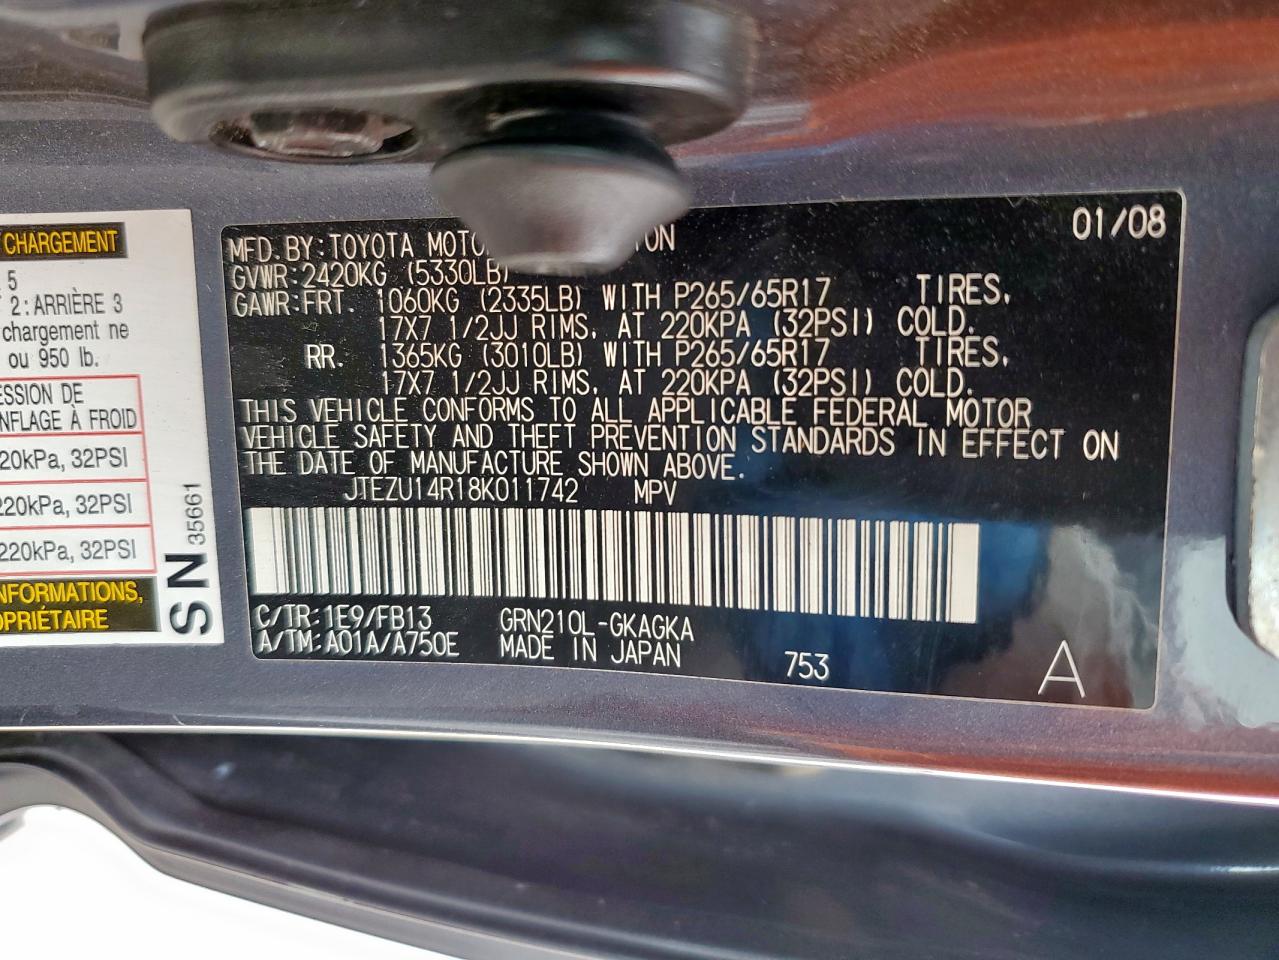 CHARGEMENT
5
2: ARRIÈRE 3
chargement ne
ou 950 lb.
ESSION DE
NFLAGE À FROID
20kPa, 32PSI
220kPa, 32PSI
220kPa, 32PSI
NFORMATIONS,
OPRIÉTAIRE
SN 35661
01/08
MFD. BY: TOYOTA MOTO
GVWR: 2420KG (5330LB)
GAWR: FRT. 1060KG (2335LB) WITH P265/65R17 TIRES,
17X7 1/2JJ RIMS, AT 220KPA (32PSI) COLD.
RR. 1365KG (3010LB) WITH P265/65R17 TIRES,
17X7 1/2JJ RIMS, AT 220KPA (32PSI) COLD.
THIS VEHICLE CONFORMS TO ALL APPLICABLE FEDERAL MOTOR
VEHICLE SAFETY AND THEFT PREVENTION STANDARDS IN EFFECT ON
THE DATE OF MANUFACTURE SHOWN ABOVE.
JTEZU14R18K011742 MPV
C/TR: 1E9/FB13 GRN210L-GKAGKA
A/TM: A01A/A750E MADE IN JAPAN
753
A